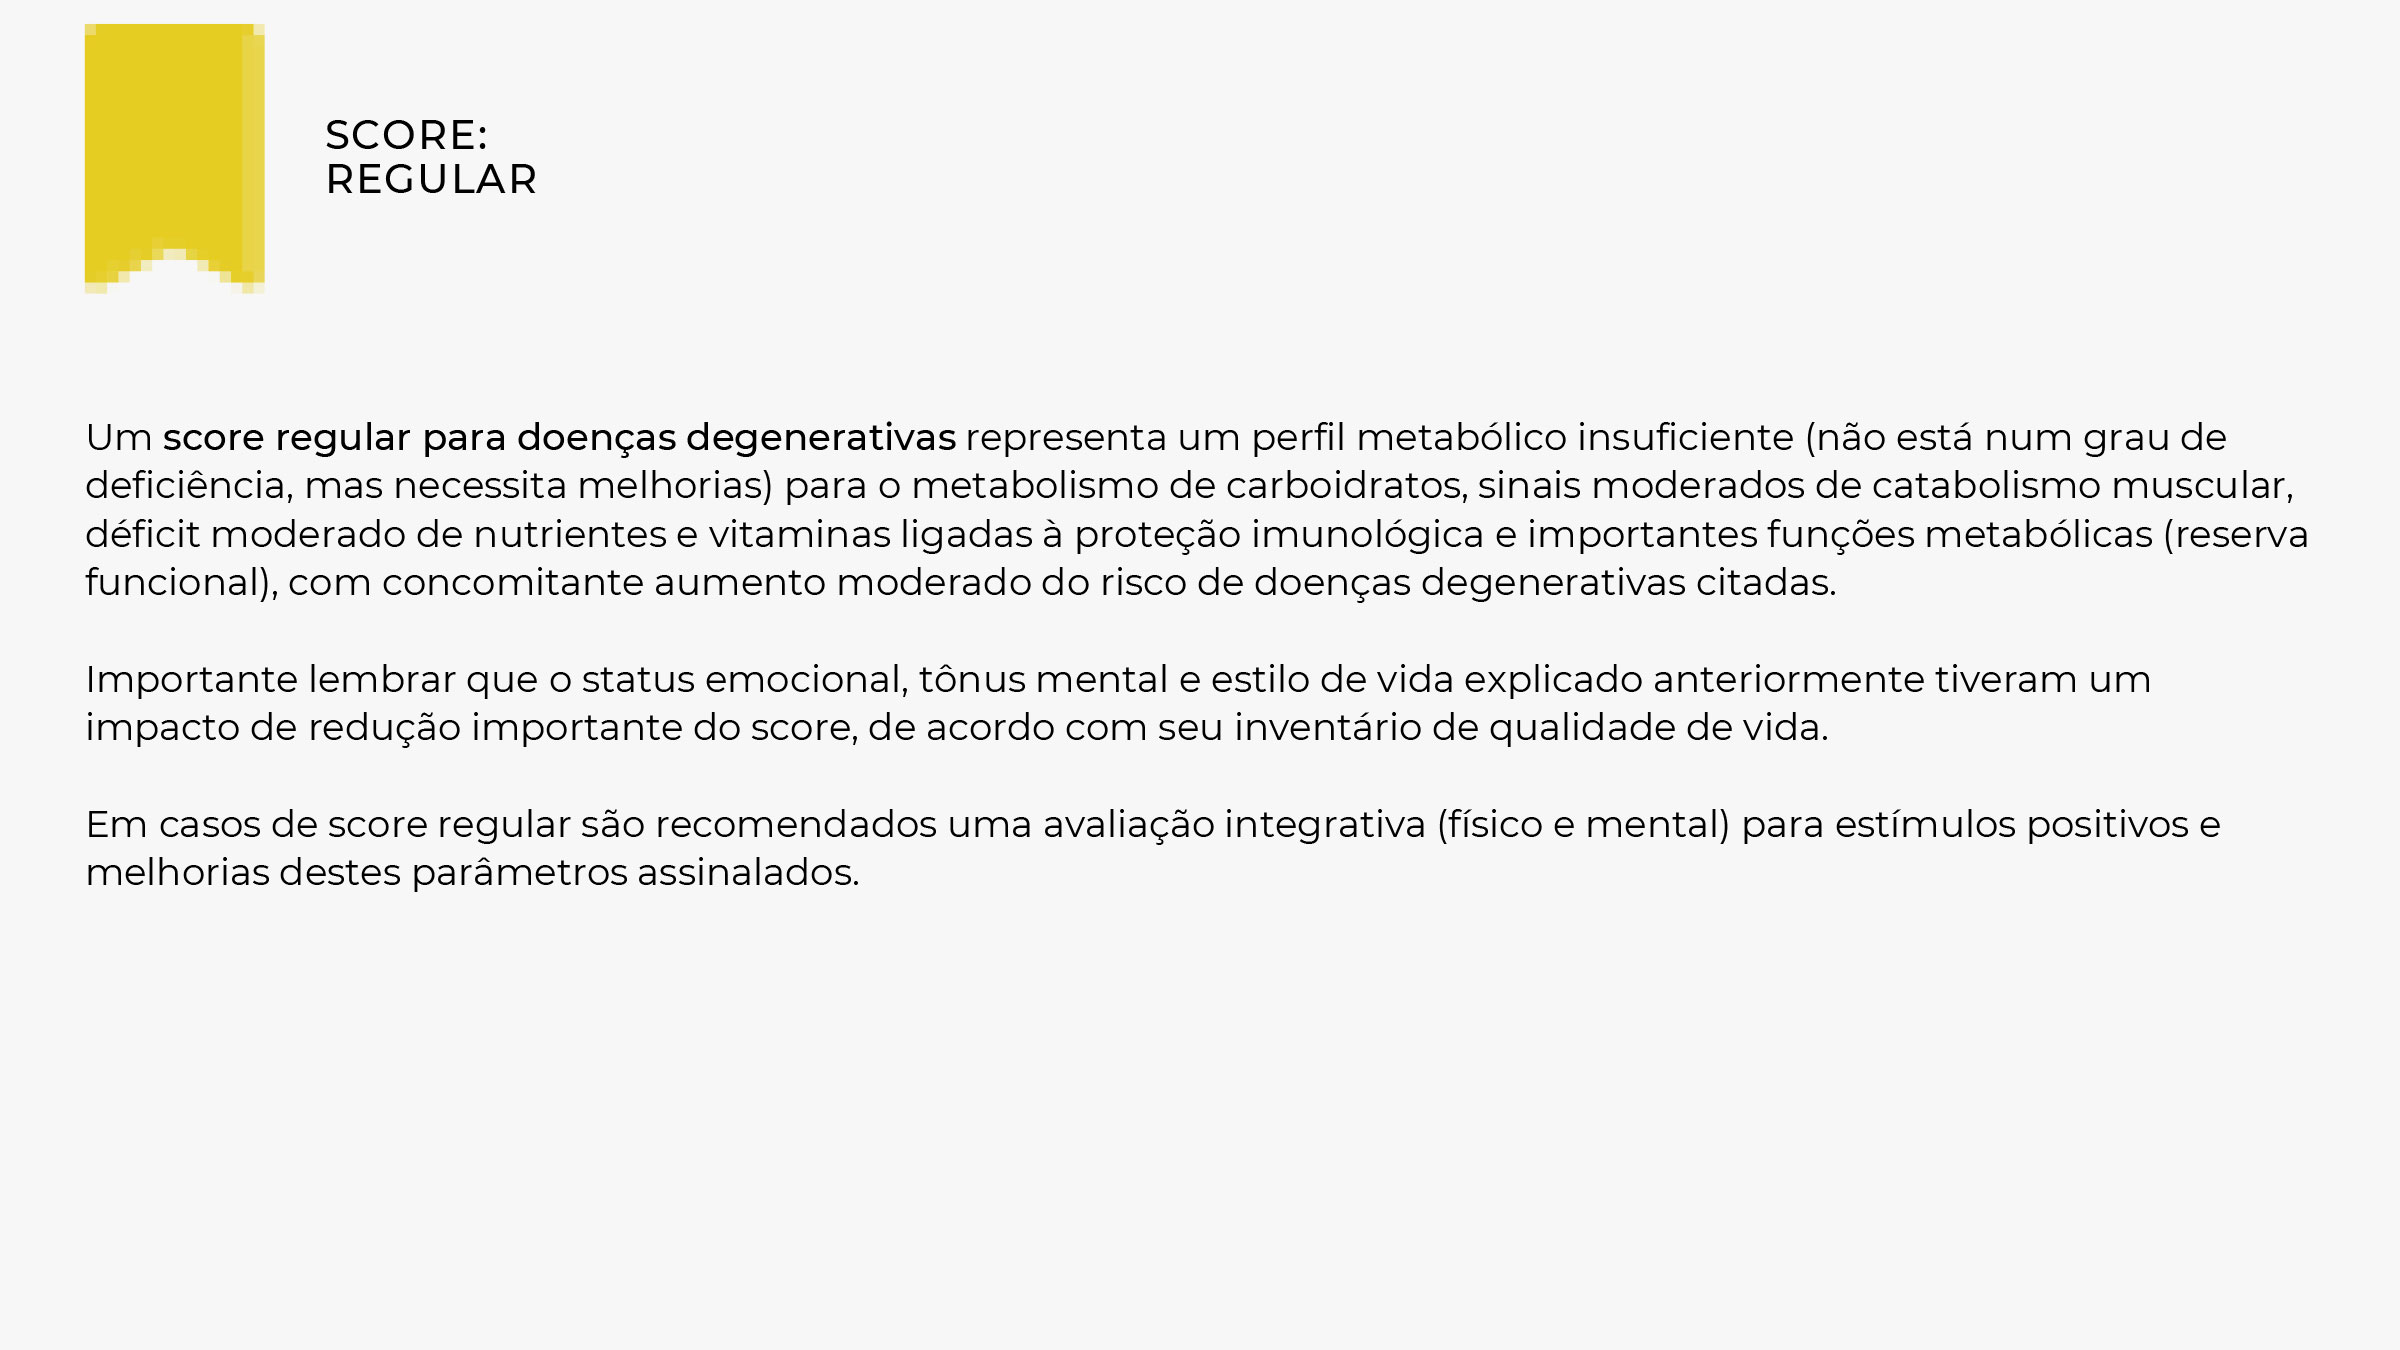 SCORE:
REGULAR
Um score regular para doenças degenerativas representa um perfil metabólico insuficiente (não está num grau de
deficiência, mas necessita melhorias) para o metabolismo de carboidratos, sinais moderados de catabolismo muscular,
déficit moderado de nutrientes e vitaminas ligadas à proteção imunológica e importantes funções metabólicas (reserva
funcional), com concomitante aumento moderado do risco de doenças degenerativas citadas.
Importante lembrar que o status emocional, tônus mental e estilo de vida explicado anteriormente tiveram um
impacto de redução importante do score, de acordo com seu inventário de qualidade de vida.
Em casos de score regular são recomendados uma avaliação integrativa (físico e mental) para estímulos positivos e
melhorias destes parâmetros assinalados.